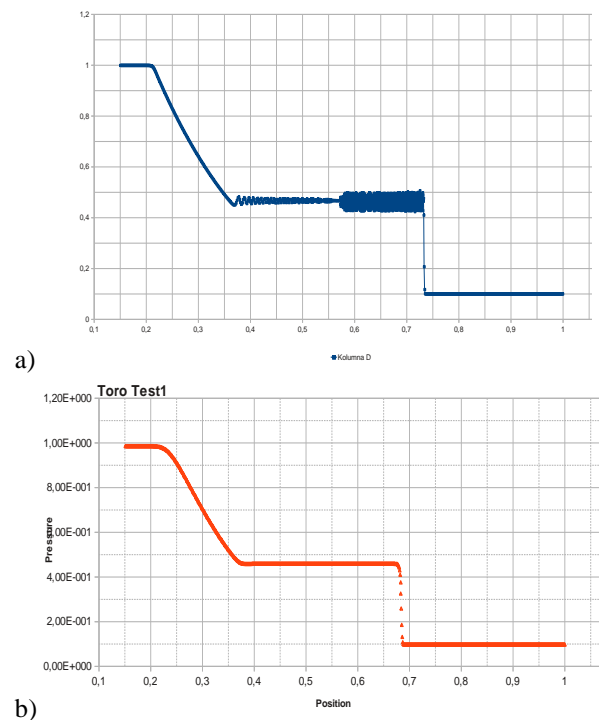 1,2
1
0,8
0,6
0,4
0,2
0
0,1 0,2 0,3 0,4 0,5 0,6 0,7 0,8 0,9 1
Kolumna D
a)
Toro Test1
1,20E+000
1,00E+000
8,00E-001
6,00E-001
4,00E-001
2,00E-001
0,00E+000
Pressure
0,1 0,2 0,3 0,4 0,5 0,6 0,7 0,8 0,9 1
Position
b)